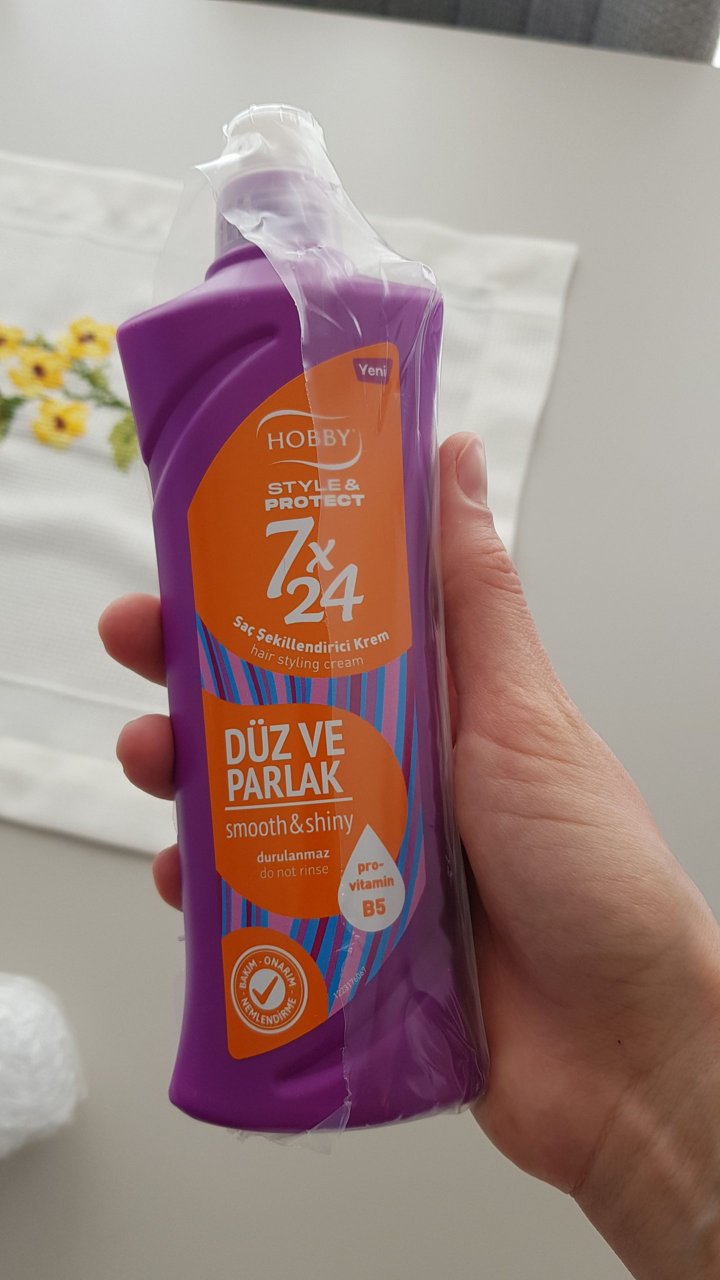 Yeni
HOBBY
STYLE &
PROTECT
7x
24
Saç Şekillendirici Krem
hair styling cream
DÜZ VE
PARLAK
smooth & shiny
durulanmaz
do not rinse
pro-
vitamin
B5
BAKIM - ONARIM
- NEMLENDİRME -